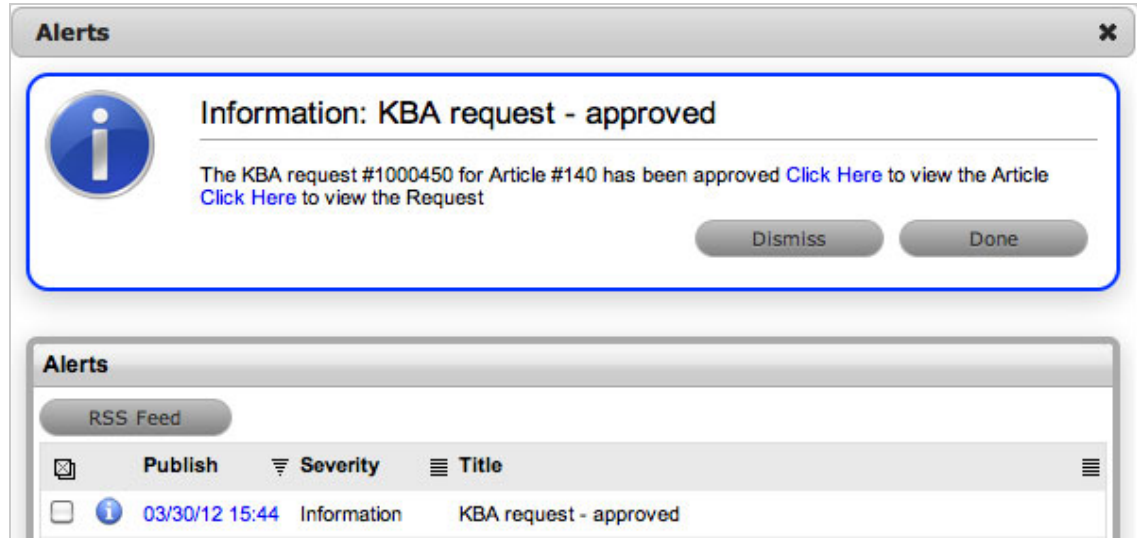 Alerts
Information: KBA request - approved
The KBA request #1000450 for Article #140 has been approved Click Here to view the Article
Click Here to view the Request
Dismiss Done
Alerts
RSS Feed
Publish Severity Title
03/30/12 15:44 Information KBA request - approved